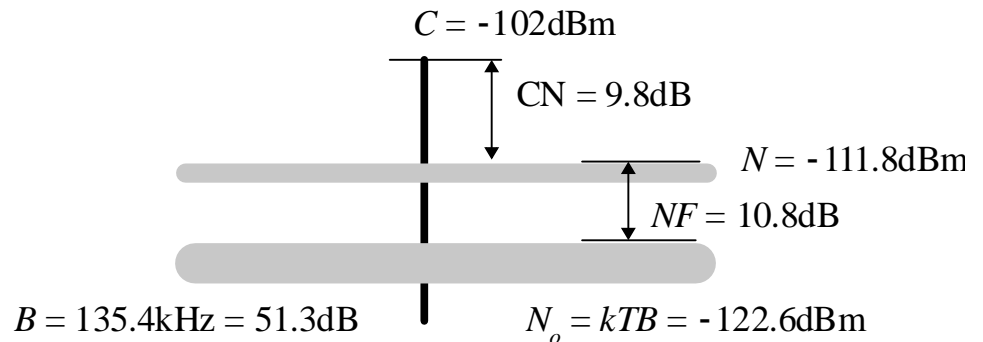 C = -102dBm
CN = 9.8dB
N = -111.8dBm
NF = 10.8dB
B = 135.4kHz = 51.3dB
N_o = kTB = -122.6dBm